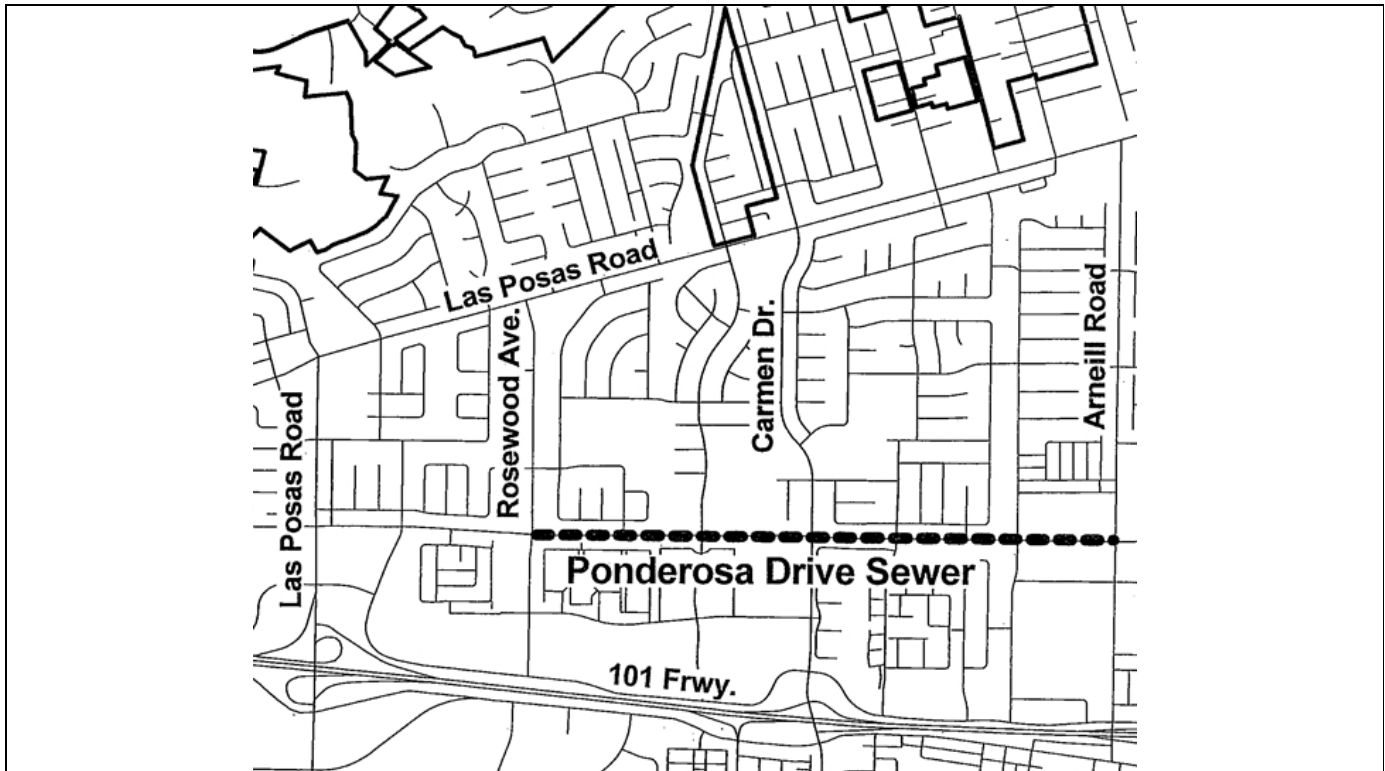 Las Posas Road
Rosewood Ave.
Carmen Dr.
Arneill Road
Las Posas Road
Ponderosa Drive Sewer
101 Frwy.